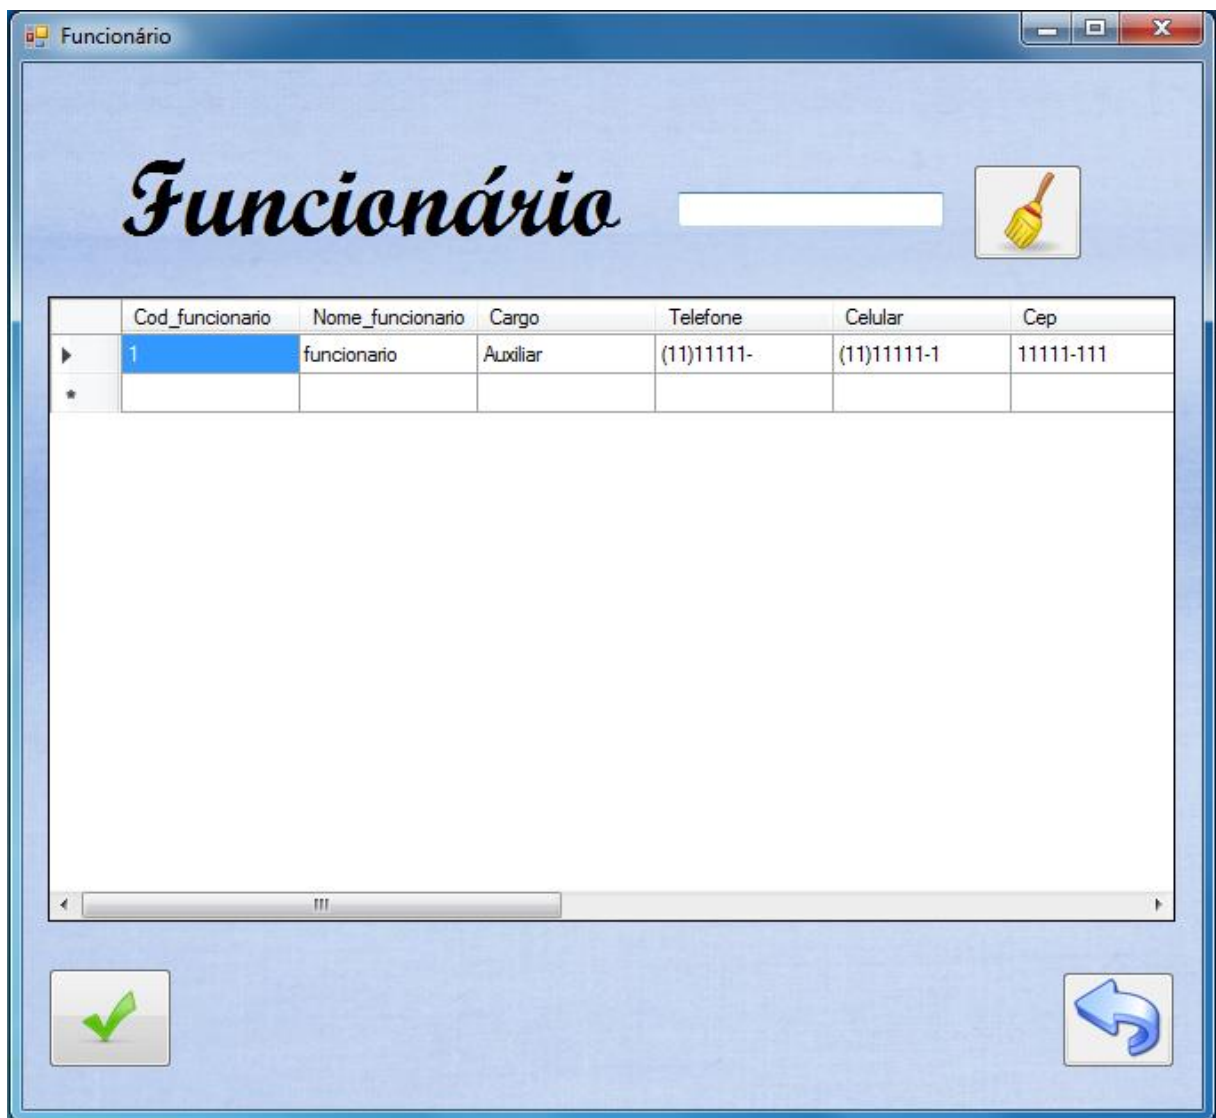 Funcionário
Funcionário
Cod_funcionario Nome_funcionario Cargo Telefone Celular Cep
1 funcionario Auxiliar (11)11111- (11)11111-1 11111-111